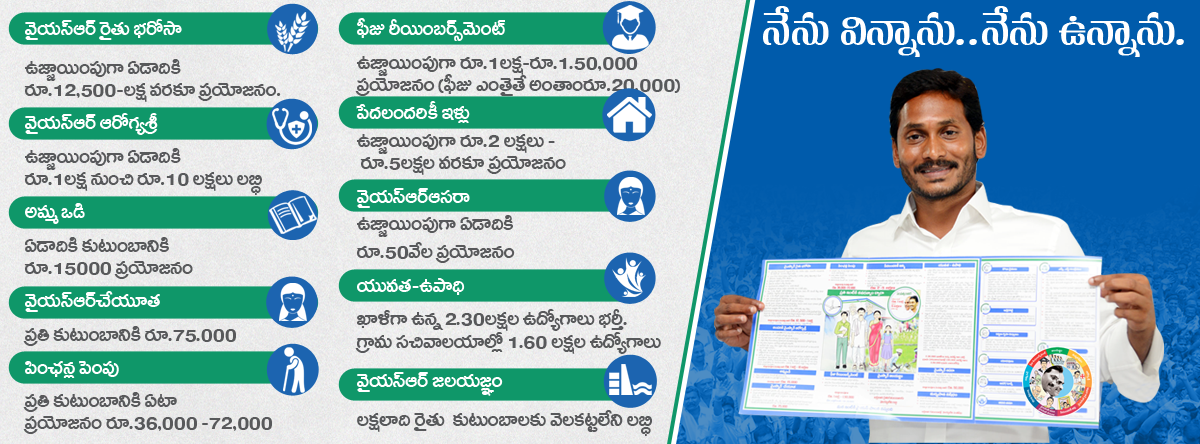 వైయస్ఆర్ రైతు భరోసా
ఉజ్జాయింపుగా ఏడాదికి
రూ.12,500-లక్ష వరకూ ప్రయోజనం.
వైయస్ఆర్ ఆరోగ్యశ్రీ
ఉజ్జాయింపుగా ఏడాదికి
రూ.1లక్ష నుంచి రూ.10 లక్షలు లబ్ధి
అమ్మ ఒడి
ఏడాదికి కుటుంబానికి
రూ.15000 ప్రయోజనం
వైయస్ఆర్‌చేయూత
ప్రతి కుటుంబానికి రూ.75.000
పింఛన్ల పెంపు
ప్రతి కుటుంబానికి ఏటా
ప్రయోజనం రూ.36,000 -72,000
ఫీజు రీయింబర్స్‌మెంట్
ఉజ్జాయింపుగా రూ.1లక్ష-రూ.1.50,000
ప్రయోజనం (ఫీజు ఎంతైతే అంతాంరూ.20,000)
పేదలందరికీ ఇళ్లు
ఉజ్జాయింపుగా రూ.2 లక్షలు -
రూ.5లక్షల వరకూ ప్రయోజనం
వైయస్ఆర్ఆసరా
ఉజ్జాయింపుగా ఏడాదికి
రూ.50వేల ప్రయోజనం
యువత-ఉపాధి
ఖాళీగా ఉన్న 2.30లక్షల ఉద్యోగాలు భర్తీ.
గ్రామ సచివాలయాల్లో 1.60 లక్షల ఉద్యోగాలు
వైయస్ఆర్ జలయజ్ఞం
లక్షలాది రైతు కుటుంబాలకు వెలకట్టలేని లబ్ధి
నేను విన్నాను..నేను ఉన్నాను.